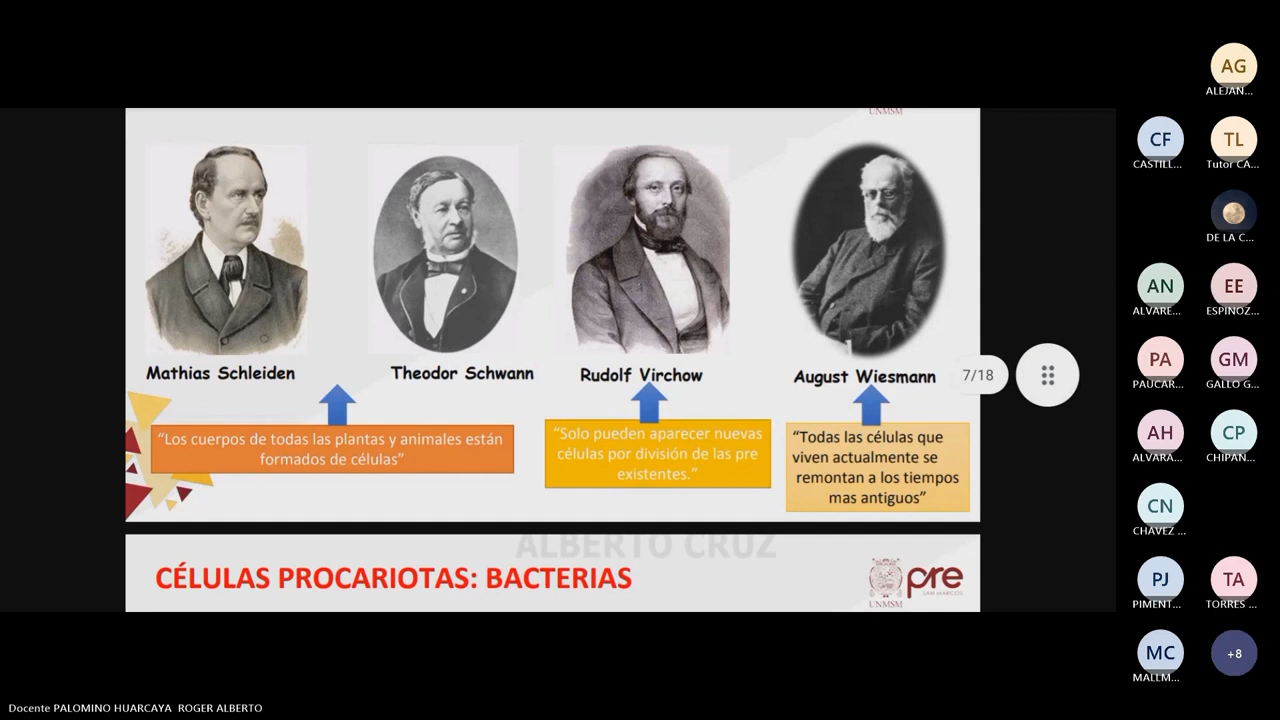 UNMSM
Mathias Schleiden
Theodor Schwann
Rudolf Virchow
August Wiesmann
7/18
“Los cuerpos de todas las plantas y animales están
formados de células”
“Solo pueden aparecer nuevas
células por división de las pre
existentes.”
“Todas las células que
viven actualmente se
remontan a los tiempos
mas antiguos”
ALBERTO CRUZ
CÉLULAS PROCARIOTAS: BACTERIAS
UNMSM
pre
SAN MARCOS
AG
ALEJAN...
CF
CASTILL...
TL
Tutor CA...
DE LA C...
AN
ALVARE...
EE
ESPINOZ...
PA
PAUCAR...
GM
GALLO G...
AH
ALVARA...
CP
CHIPAN...
CN
CHAVEZ ...
PJ
PIMENT...
TA
TORRES ...
MC
MALLM...
+8
Docente PALOMINO HUARCAYA ROGER ALBERTO